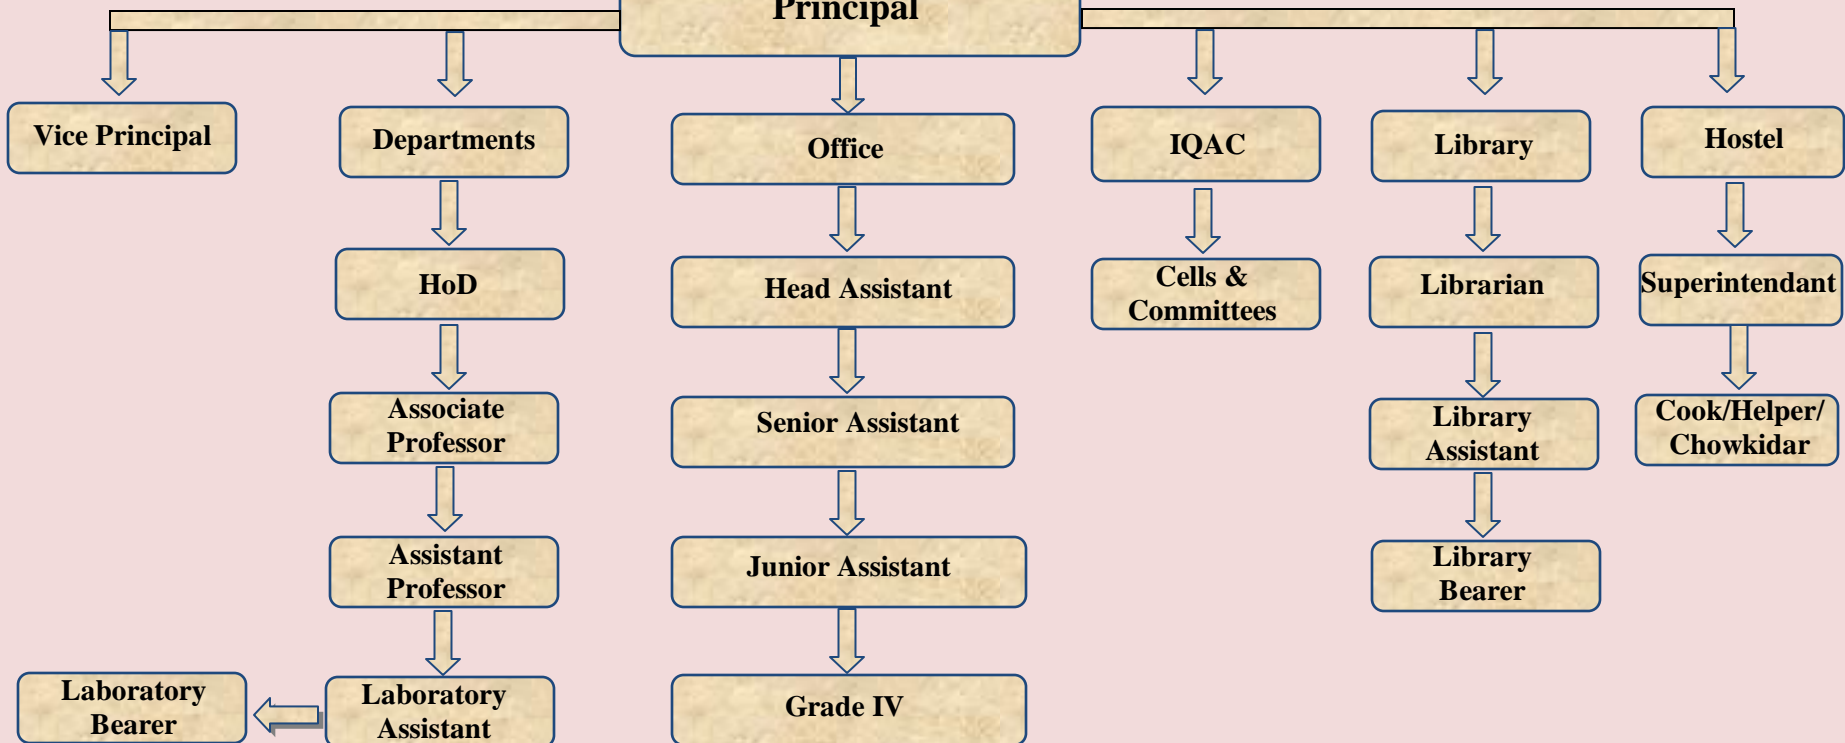 Principal
Vice Principal
Departments
Office
IQAC
Library
Hostel
HoD
Head Assistant
Cells &
Committees
Librarian
Superintendant
Associate
Professor
Senior Assistant
Library
Assistant
Cook/Helper/
Chowkidar
Assistant
Professor
Junior Assistant
Library
Bearer
Laboratory
Bearer
Laboratory
Assistant
Grade IV